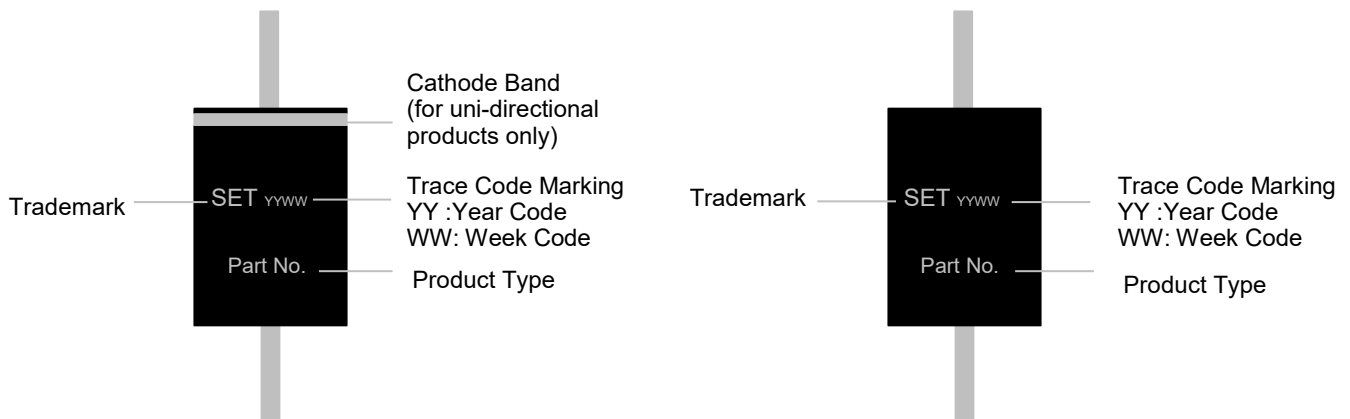 Cathode Band
(for uni-directional
products only)
Trademark
SET YYWW
Trace Code Marking
YY :Year Code
WW: Week Code
Part No.
Product Type
Trademark
SET YYWW
Trace Code Marking
YY :Year Code
WW: Week Code
Part No.
Product Type